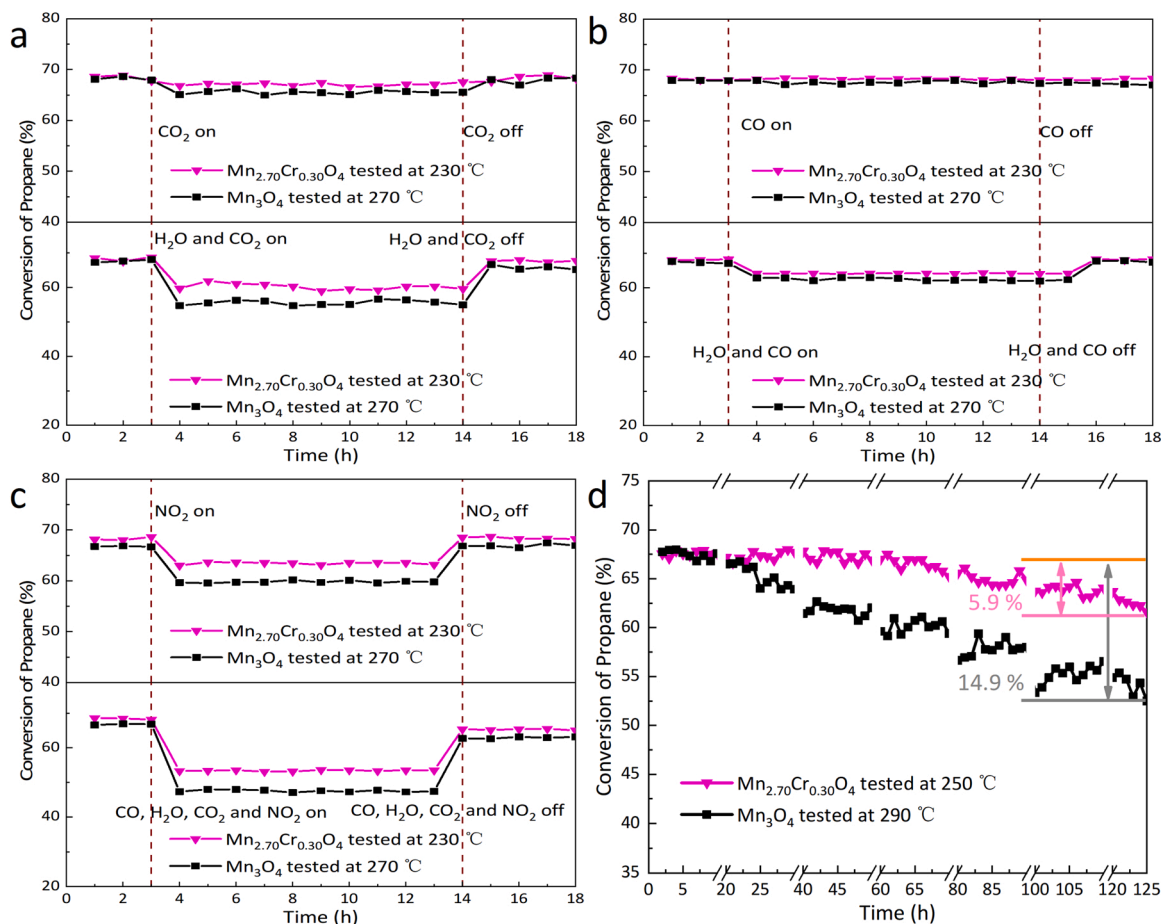 a
Conversion of Propane (%)
80
70
60
50
40
60
40
20
CO₂ on
CO₂ off
Mn₂.₇₀Cr₀.₃₀O₄ tested at 230 ℃
Mn₃O₄ tested at 270 ℃
H₂O and CO₂ on
H₂O and CO₂ off
Mn₂.₇₀Cr₀.₃₀O₄ tested at 230 ℃
Mn₃O₄ tested at 270 ℃
0 2 4 6 8 10 12 14 16 18
Time (h)
b
Conversion of Propane (%)
80
70
60
50
40
60
40
20
CO on
CO off
Mn₂.₇₀Cr₀.₃₀O₄ tested at 230 ℃
Mn₃O₄ tested at 270 ℃
H₂O and CO on
H₂O and CO off
Mn₂.₇₀Cr₀.₃₀O₄ tested at 230 ℃
Mn₃O₄ tested at 270 ℃
0 2 4 6 8 10 12 14 16 18
Time (h)
c
Conversion of Propane (%)
80
70
60
50
40
60
40
20
NO₂ on
NO₂ off
Mn₂.₇₀Cr₀.₃₀O₄ tested at 230 ℃
Mn₃O₄ tested at 270 ℃
CO, H₂O, CO₂ and NO₂ on
CO, H₂O, CO₂ and NO₂ off
Mn₂.₇₀Cr₀.₃₀O₄ tested at 230 ℃
Mn₃O₄ tested at 270 ℃
0 2 4 6 8 10 12 14 16 18
Time (h)
d
Conversion of Propane (%)
75
70
65
60
55
50
45
40
35
5.9 %
14.9 %
Mn₂.₇₀Cr₀.₃₀O₄ tested at 250 ℃
Mn₃O₄ tested at 290 ℃
0 5 20 25 40 45 60 65 80 85 100 105 120 125
Time (h)